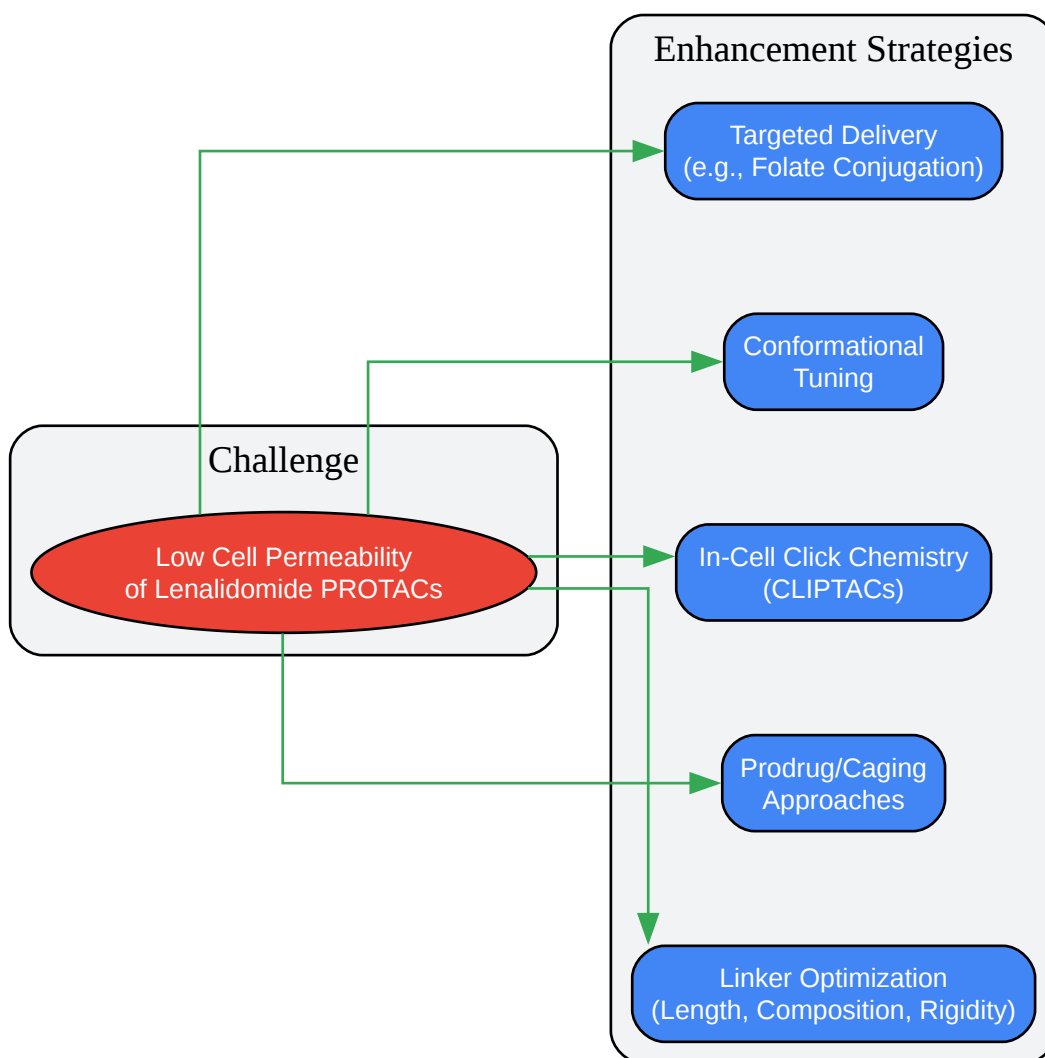 Enhancement Strategies
Targeted Delivery
(e.g., Folate Conjugation)
Conformational
Tuning
Challenge
Low Cell Permeability
of Lenalidomide PROTACs
In-Cell Click Chemistry
(CLIPTACs)
Prodrug/Caging
Approaches
Linker Optimization
(Length, Composition, Rigidity)